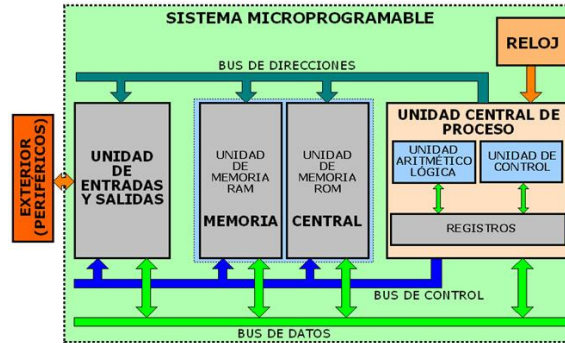 SISTEMA MICROPROGRAMABLE
RELOJ
BUS DE DIRECCIONES
EXTERIOR
(PERIFÉRICOS)
UNIDAD
DE
ENTRADAS
Y SALIDAS
UNIDAD
DE
MEMORIA
RAM
MEMORIA
UNIDAD
DE
MEMORIA
ROM
CENTRAL
UNIDAD CENTRAL DE
PROCESO
UNIDAD
ARITMÉTICO
LÓGICA
UNIDAD DE
CONTROL
REGISTROS
BUS DE CONTROL
BUS DE DATOS